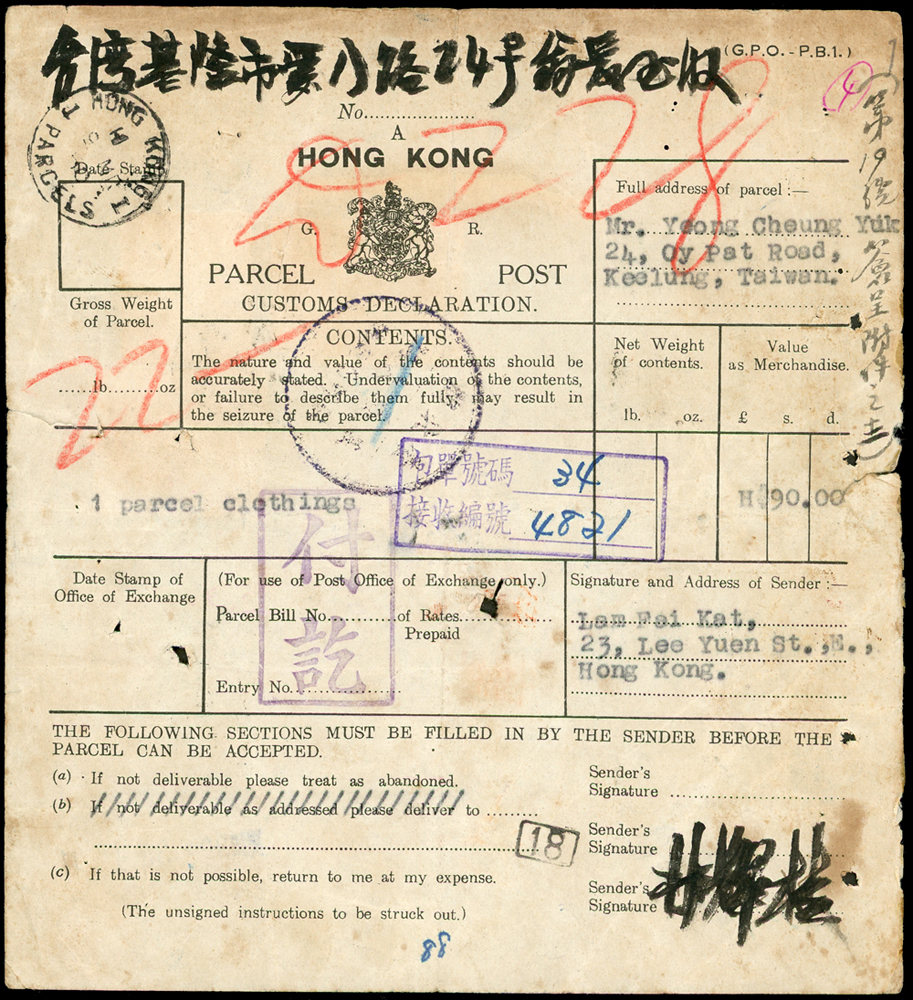 台灣基隆市義八路24号翁長玉收
(G.P.O.-P.B.1.)
4
No.
A
HONG KONG
HONG KONG
PARCELS
Date Stamp
G. R.
PARCEL POST
CUSTOMS DECLARATION.
Full address of parcel:—
Mr. Yeong Cheung Yuk
24, Oy Pat Road,
Keelung, Taiwan.
第19號
簽呈附件之十二
Gross Weight
of Parcel.
lb. oz
22
CONTENTS.
The nature and value of the contents should be
accurately stated. Undervaluation of the contents,
or failure to describe them fully, may result in
the seizure of the parcel.
Net Weight
of contents.
lb. oz.
Value
as Merchandise.
£ s. d.
包單號碼 34
接收編號 4821
1 parcel clothings
H$90.00
付訖
Date Stamp of
Office of Exchange
(For use of Post Office of Exchange only.)
Parcel Bill No. of Rates
Prepaid
Entry No.
Signature and Address of Sender:—
Lam Fai Kat,
23, Lee Yuen St.,E.,
Hong Kong.
THE FOLLOWING SECTIONS MUST BE FILLED IN BY THE SENDER BEFORE THE
PARCEL CAN BE ACCEPTED.
(a) If not deliverable please treat as abandoned.
Sender's
Signature
(b) If not deliverable as addressed please deliver to
Sender's
Signature
18
(c) If that is not possible, return to me at my expense.
Sender's
Signature
(The unsigned instructions to be struck out.)
88